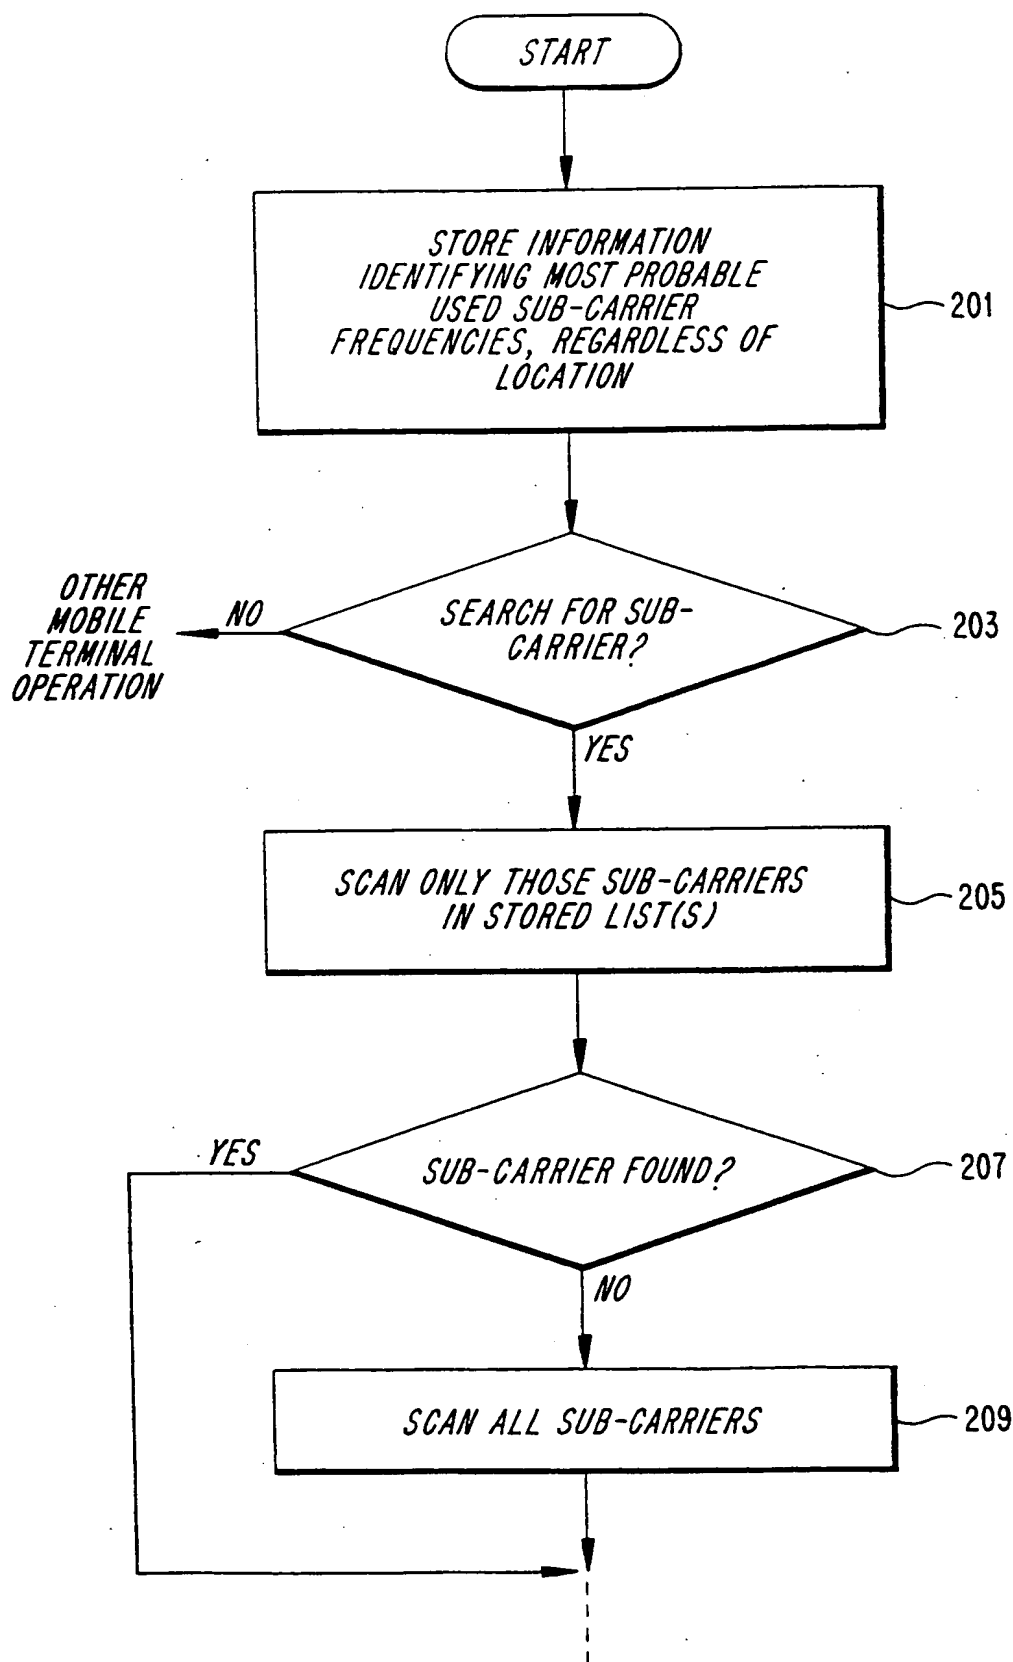 START
STORE INFORMATION
IDENTIFYING MOST PROBABLE
USED SUB-CARRIER
FREQUENCIES, REGARDLESS OF
LOCATION
201
SEARCH FOR SUB-
CARRIER?
203
NO
OTHER
MOBILE
TERMINAL
OPERATION
YES
SCAN ONLY THOSE SUB-CARRIERS
IN STORED LIST(S)
205
SUB-CARRIER FOUND?
207
YES
NO
SCAN ALL SUB-CARRIERS
209